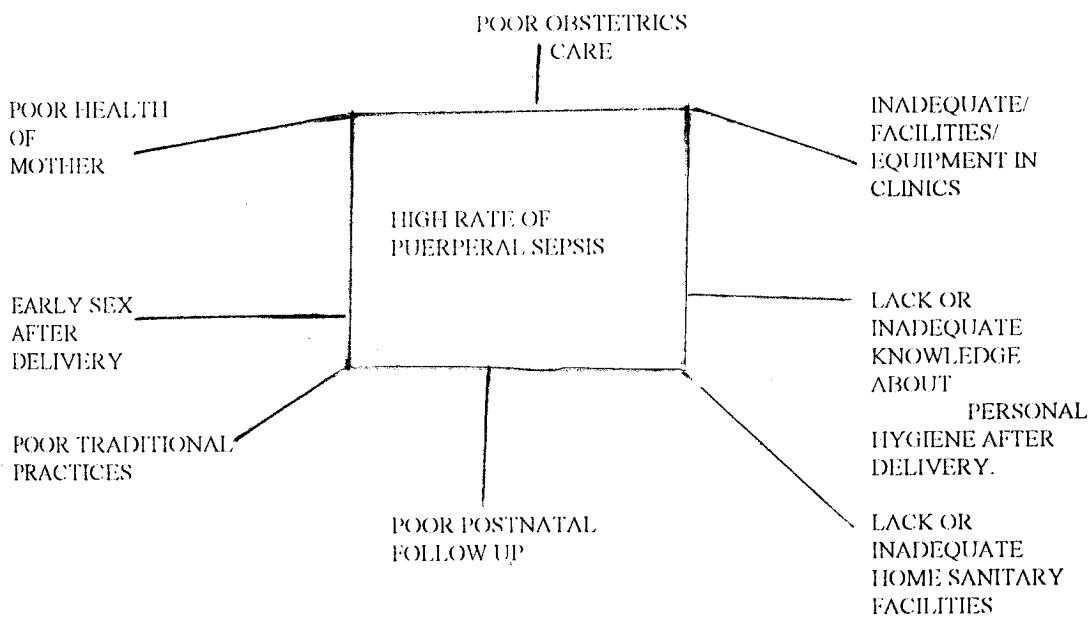 POOR OBSTETRICS
CARE
POOR HEALTH
OF
MOTHER
INADEQUATE/
FACILITIES/
EQUIPMENT IN
CLINICS
HIGH RATE OF
PUERPERAL SEPSIS
EARLY SEX
AFTER
DELIVERY
LACK OR
INADEQUATE
KNOWLEDGE
ABOUT
PERSONAL
HYGIENE AFTER
DELIVERY.
POOR TRADITIONAL
PRACTICES
POOR POSTNATAL
FOLLOW UP
LACK OR
INADEQUATE
HOME SANITARY
FACILITIES